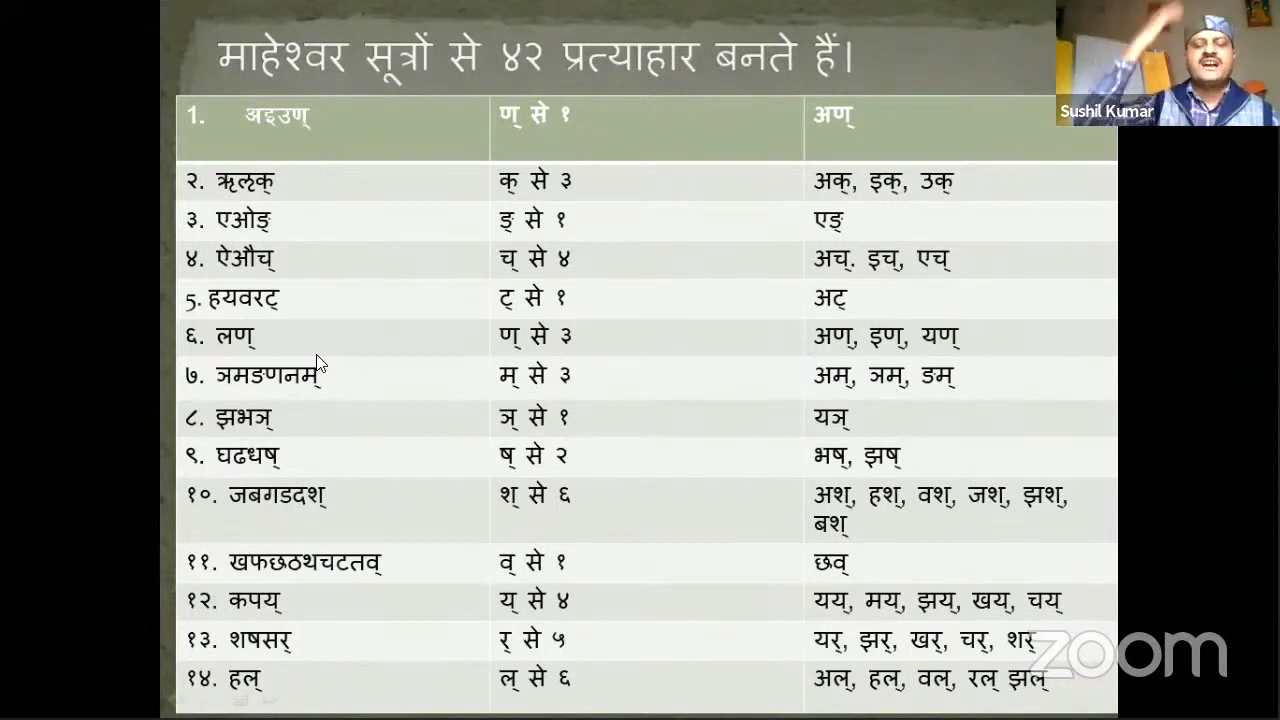 माहेश्वर सूत्रों से ४२ प्रत्याहार बनते हैं।
Sushil Kumar
1. अइउण् ण् से १ अण्
२. ऋऌक् क् से ३ अक्, इक्, उक्
३. एओङ् ङ् से १ एङ्
४. ऐऔच् च् से ४ अच्. इच्, एच्
5. हयवरट् ट् से १ अट्
६. लण् ण् से ३ अण्, इण्, यण्
७. ञमङणनम् म् से ३ अम्, ञम्, ङम्
८. झभञ् ञ् से १ यञ्
९. घढधष् ष् से २ भष्, झष्
१०. जबगडदश् श् से ६ अश्, हश्, वश्, जश्, झश्,
बश्
११. खफछठथचटतव् व् से १ छव्
१२. कपय् य् से ४ यय्, मय्, झय्, खय्, चय्
१३. शषसर् र् से ५ यर्, झर्, खर्, चर्, शर्
१४. हल् ल् से ६ अल्, हल्, वल्, रल् झल्
zoom